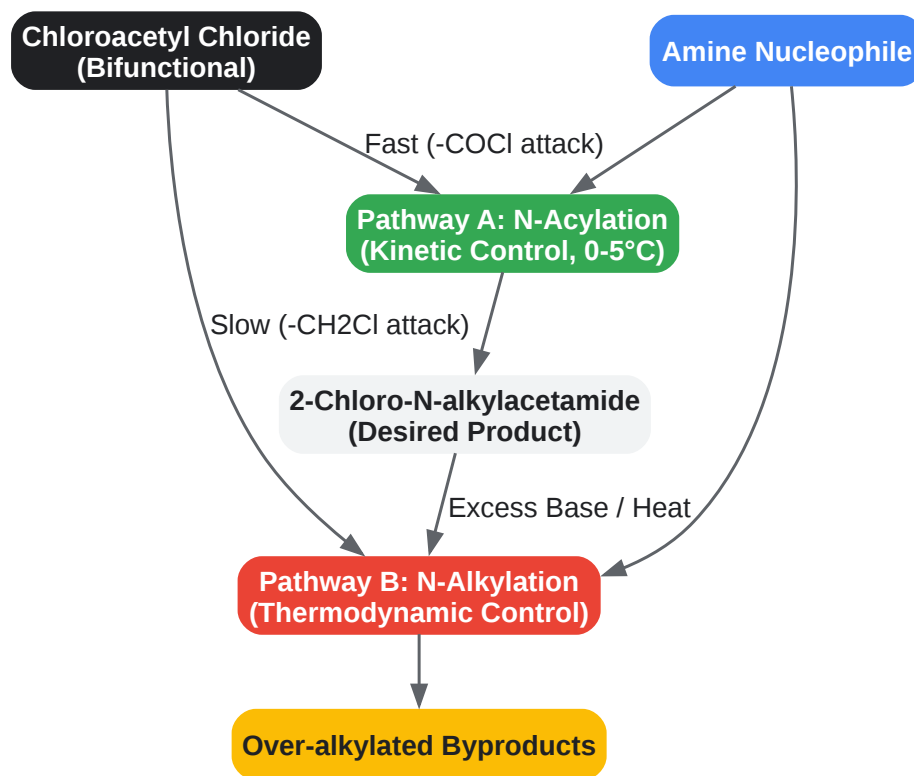 Chloroacetyl Chloride
(Bifunctional)
Amine Nucleophile
Fast (-COCl attack)
Pathway A: N-Acylation
(Kinetic Control, 0-5°C)
Slow (-CH2Cl attack)
2-Chloro-N-alkylacetamide
(Desired Product)
Excess Base / Heat
Pathway B: N-Alkylation
(Thermodynamic Control)
Over-alkylated Byproducts